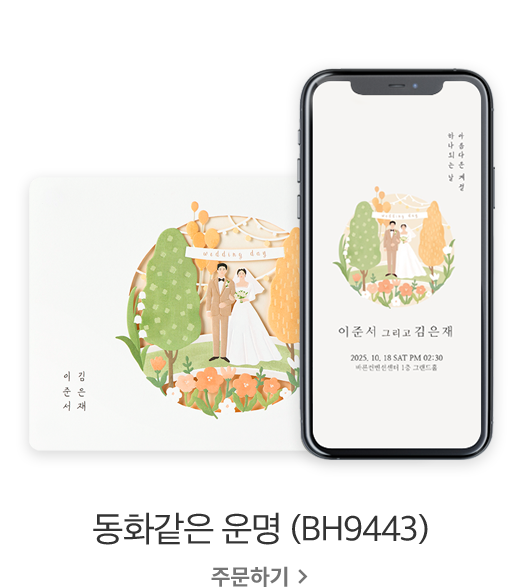 아름다운 계절
하나되는 날
wedding day
wedding day
이준서 그리고 김은재
2025. 10. 18 SAT PM 02:30
바른컨벤션센터 1층 그랜드홀
김은재
이준서
동화같은 운명 (BH9443)
주문하기 >